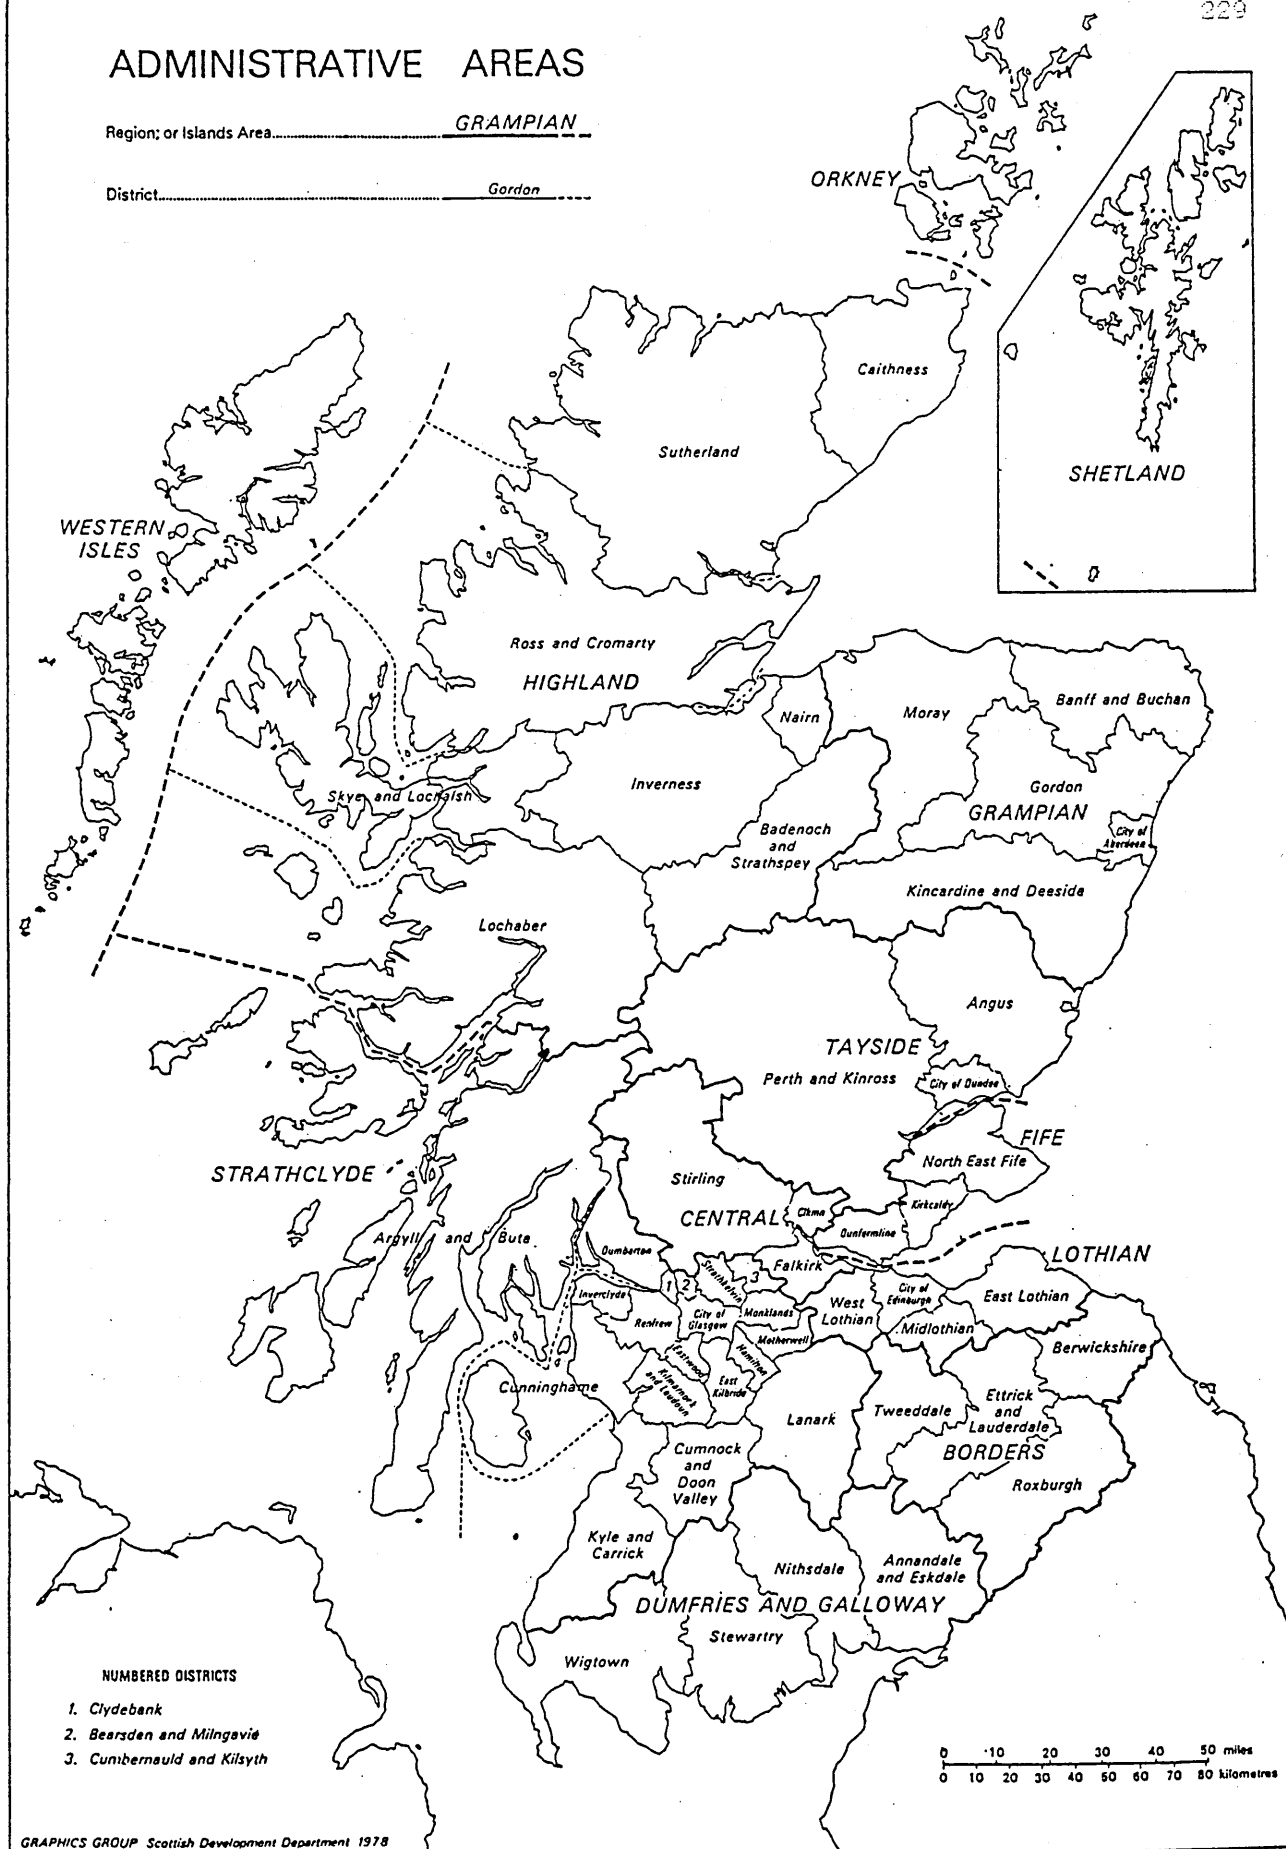 229
ADMINISTRATIVE AREAS
Region; or Islands Area GRAMPIAN
District Gordon
ORKNEY
SHETLAND
Caithness
Sutherland
WESTERN
ISLES
Ross and Cromarty
HIGHLAND
Nairn
Moray
Banff and Buchan
Inverness
Gordon
GRAMPIAN
Skye and Lochalsh
Badenoch
and
Strathspey
City of
Aberdeen
Kincardine and Deeside
Lochaber
Angus
TAYSIDE
Perth and Kinross
City of Dundee
FIFE
North East Fife
STRATHCLYDE
Stirling
CENTRAL
Clkmn
Kirkcaldy
Dunfermline
Argyll and Bute
Dumbarton
Falkirk
LOTHIAN
Strathkelvin
1
2
3
Inverclyde
Renfrew
City of
Glasgow
Monklands
Motherwell
West
Lothian
City of
Edinburgh
Midlothian
East Lothian
Berwickshire
Eastwood
Hamilton
East
Kilbride
Kilmarnock
and Loudoun
Cunninghame
Lanark
Tweeddale
Ettrick
and
Lauderdale
BORDERS
Roxburgh
Cumnock
and
Doon
Valley
Kyle and
Carrick
Nithsdale
Annandale
and Eskdale
DUMFRIES AND GALLOWAY
Stewartry
Wigtown
NUMBERED DISTRICTS
1. Clydebank
2. Bearsden and Milngavie
3. Cumbernauld and Kilsyth
0 10 20 30 40 50 miles
0 10 20 30 40 50 60 70 80 kilometres
GRAPHICS GROUP Scottish Development Department 1978